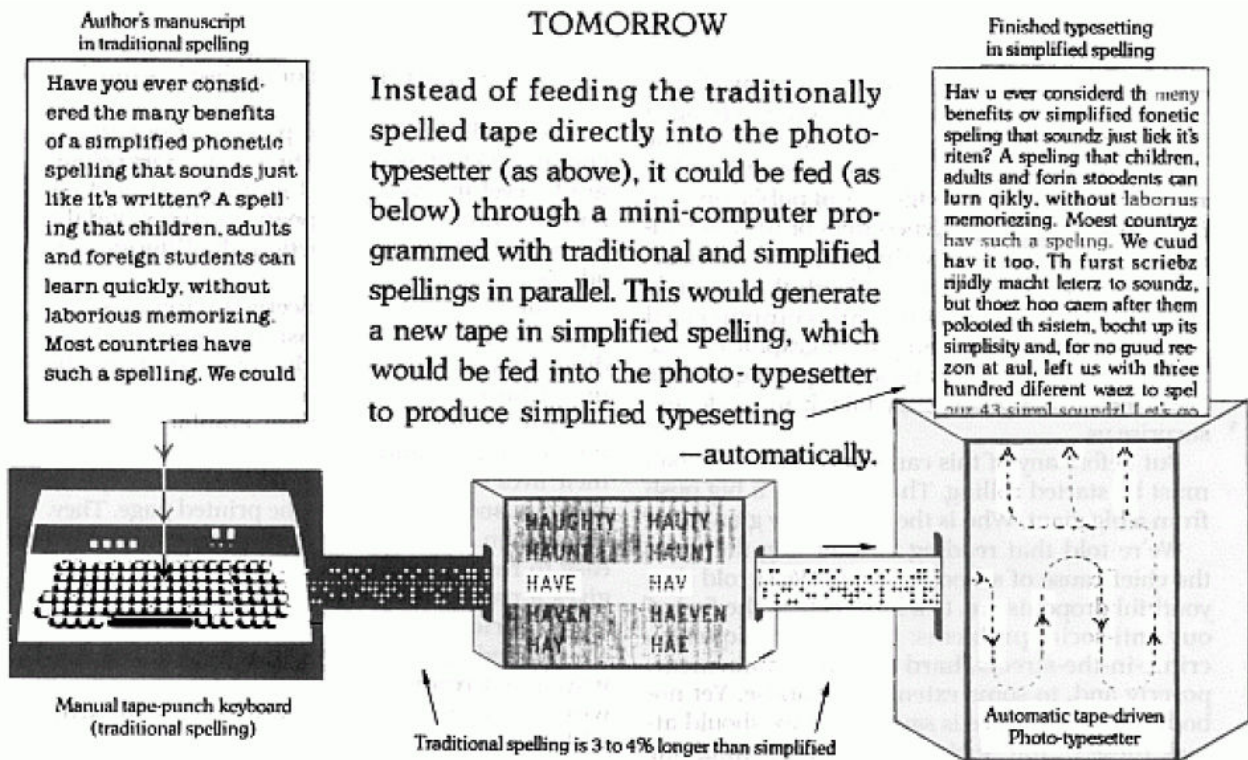 Author's manuscript
in traditional spelling
Have you ever consid-
ered the many benefits
of a simplified phonetic
spelling that sounds just
like it's written? A spell
ing that children, adults
and foreign students can
learn quickly, without
laborious memorizing.
Most countries have
such a spelling. We could
TOMORROW
Instead of feeding the traditionally
spelled tape directly into the photo-
typesetter (as above), it could be fed (as
below) through a mini-computer pro-
grammed with traditional and simplified
spellings in parallel. This would generate
a new tape in simplified spelling, which
would be fed into the photo-typesetter
to produce simplified typesetting
—automatically.
Finished typesetting
in simplified spelling
Hav u ever considerd th meny
benefits ov simplified fonetic
speling that soundz just liek it's
riten? A speling that children,
adults and forin stoodents can
lurn qikly, without laborius
memoriezing. Moest countryz
hav such a speling. We cuud
hav it too. Th furst scriebz
rijidly macht leterz to soundz,
but thoez hoo caem after them
polooted th sistem, bocht up its
simplisity and, for no guud ree-
zon at aul, left us with three
hundred diferent waez to spel
our 43 simpl soundz! Let's go
NAUGHTY HAUTY
HAUNT HAUNT
HAVE HAV
HAVEN HAEVEN
HAY HAE
Manual tape-punch keyboard
(traditional spelling)
Traditional spelling is 3 to 4% longer than simplified
Automatic tape-driven
Photo-typesetter